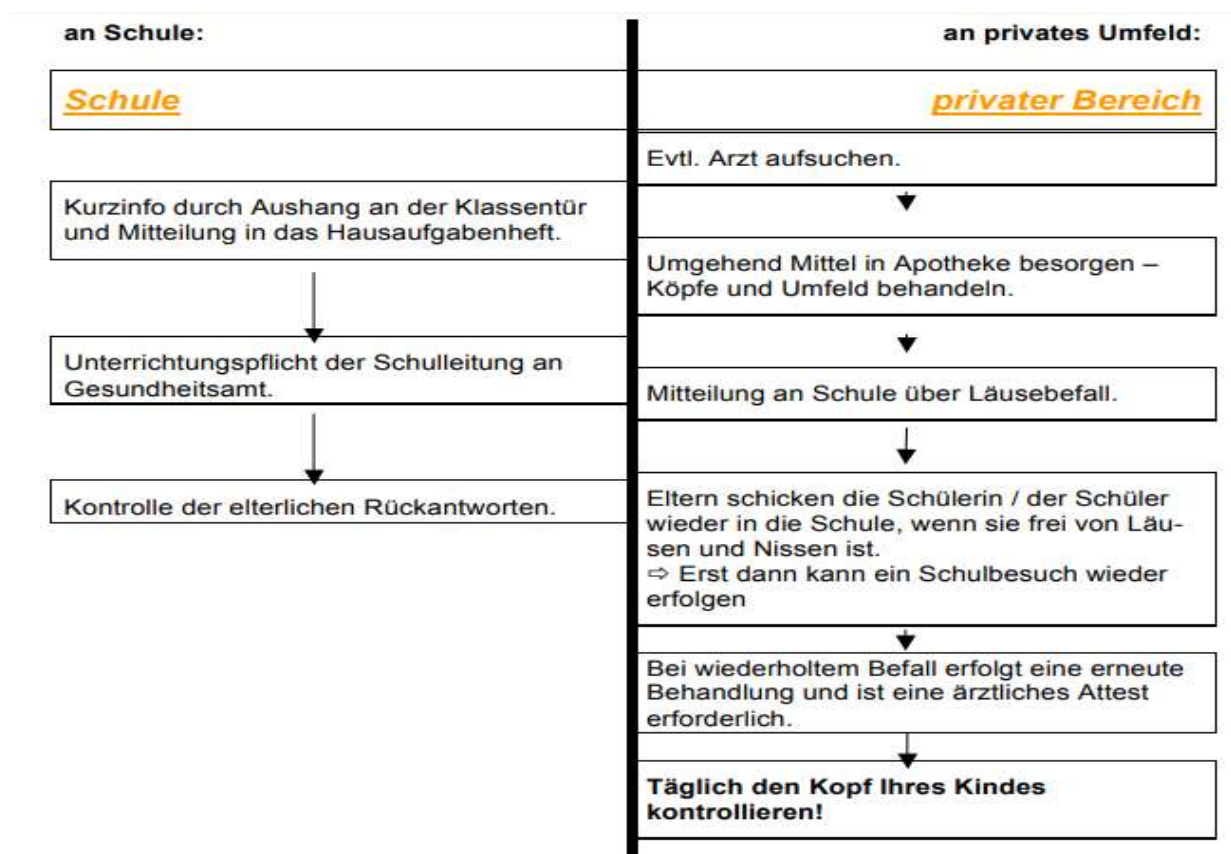 an Schule:
an privates Umfeld:
Schule
privater Bereich
Kurzinfo durch Aushang an der Klassentür
und Mitteilung in das Hausaufgabenheft.
Unterrichtungspflicht der Schulleitung an
Gesundheitsamt.
Kontrolle der elterlichen Rückantworten.
Evtl. Arzt aufsuchen.
Umgehend Mittel in Apotheke besorgen –
Köpfe und Umfeld behandeln.
Mitteilung an Schule über Läusebefall.
Eltern schicken die Schülerin / der Schüler
wieder in die Schule, wenn sie frei von Läu-
sen und Nissen ist.
⇨ Erst dann kann ein Schulbesuch wieder
erfolgen
Bei wiederholtem Befall erfolgt eine erneute
Behandlung und ist eine ärztliches Attest
erforderlich.
Täglich den Kopf Ihres Kindes
kontrollieren!